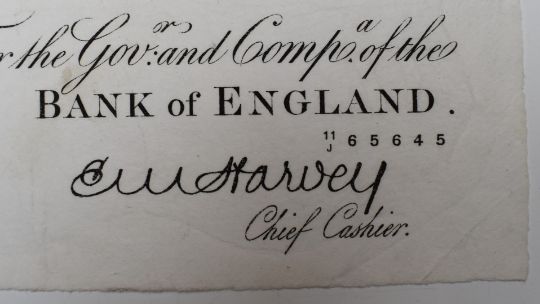 r the Gov.r and Comp.a of the
BANK of ENGLAND.
11
J 65645
E M Harvey
Chief Cashier.